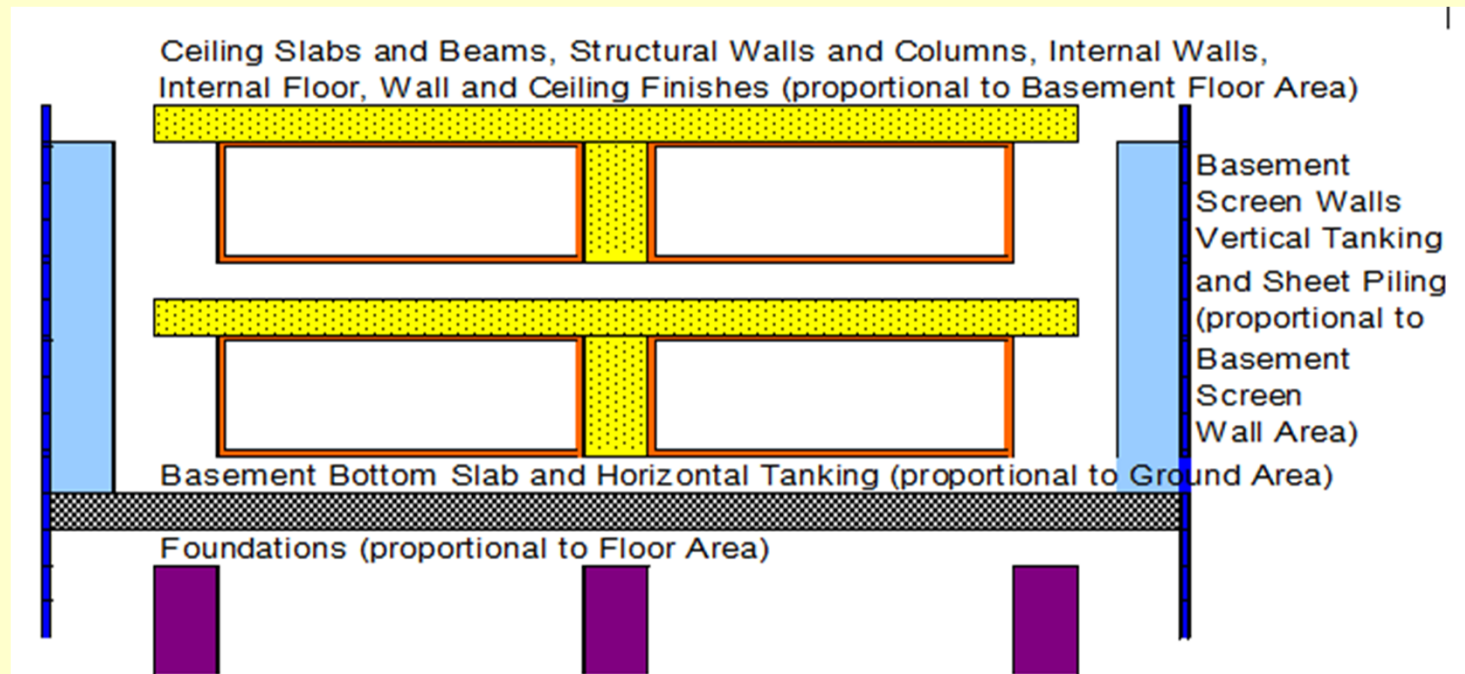 Ceiling Slabs and Beams, Structural Walls and Columns, Internal Walls,
Internal Floor, Wall and Ceiling Finishes (proportional to Basement Floor Area)
Basement
Screen Walls
Vertical Tanking
and Sheet Piling
(proportional to
Basement
Screen
Wall Area)
Basement Bottom Slab and Horizontal Tanking (proportional to Ground Area)
Foundations (proportional to Floor Area)